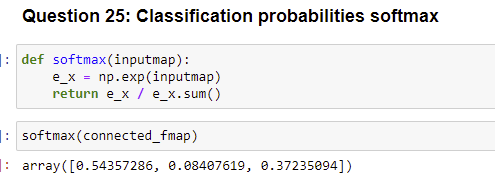 Question 25: Classification probabilities softmax
]: def softmax(inputmap):
    e_x = np.exp(inputmap)
    return e_x / e_x.sum()
]: softmax(connected_fmap)
]: array([0.54357286, 0.08407619, 0.37235094])